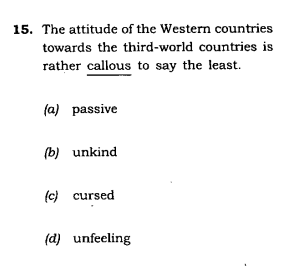 15. The attitude of the Western countries
towards the third-world countries is
rather callous to say the least.
(a) passive
(b) unkind
(c) cursed
(d) unfeeling